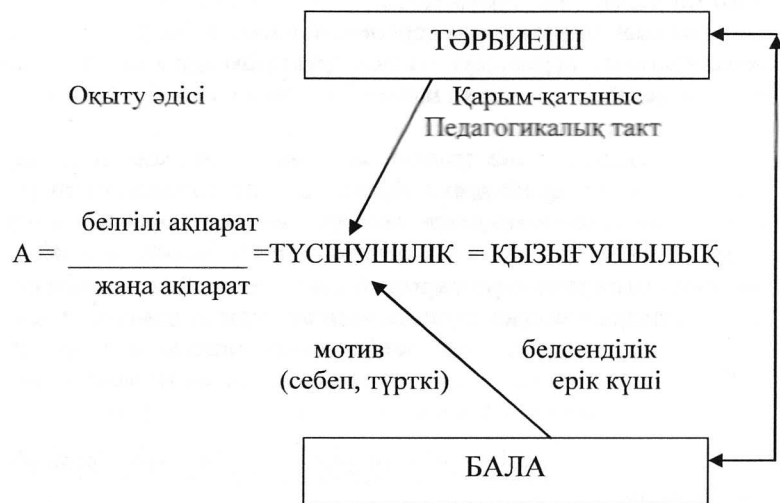 ТӘРБИЕШІ
Оқыту әдісі
Қарым-қатыныс
Педагогикалық такт
белгілі ақпарат
А = =ТҮСІНУШІЛІК = ҚЫЗЫҒУШЫЛЫҚ
жаңа ақпарат
мотив
(себеп, түрткі)
белсенділік
ерік күші
БАЛА